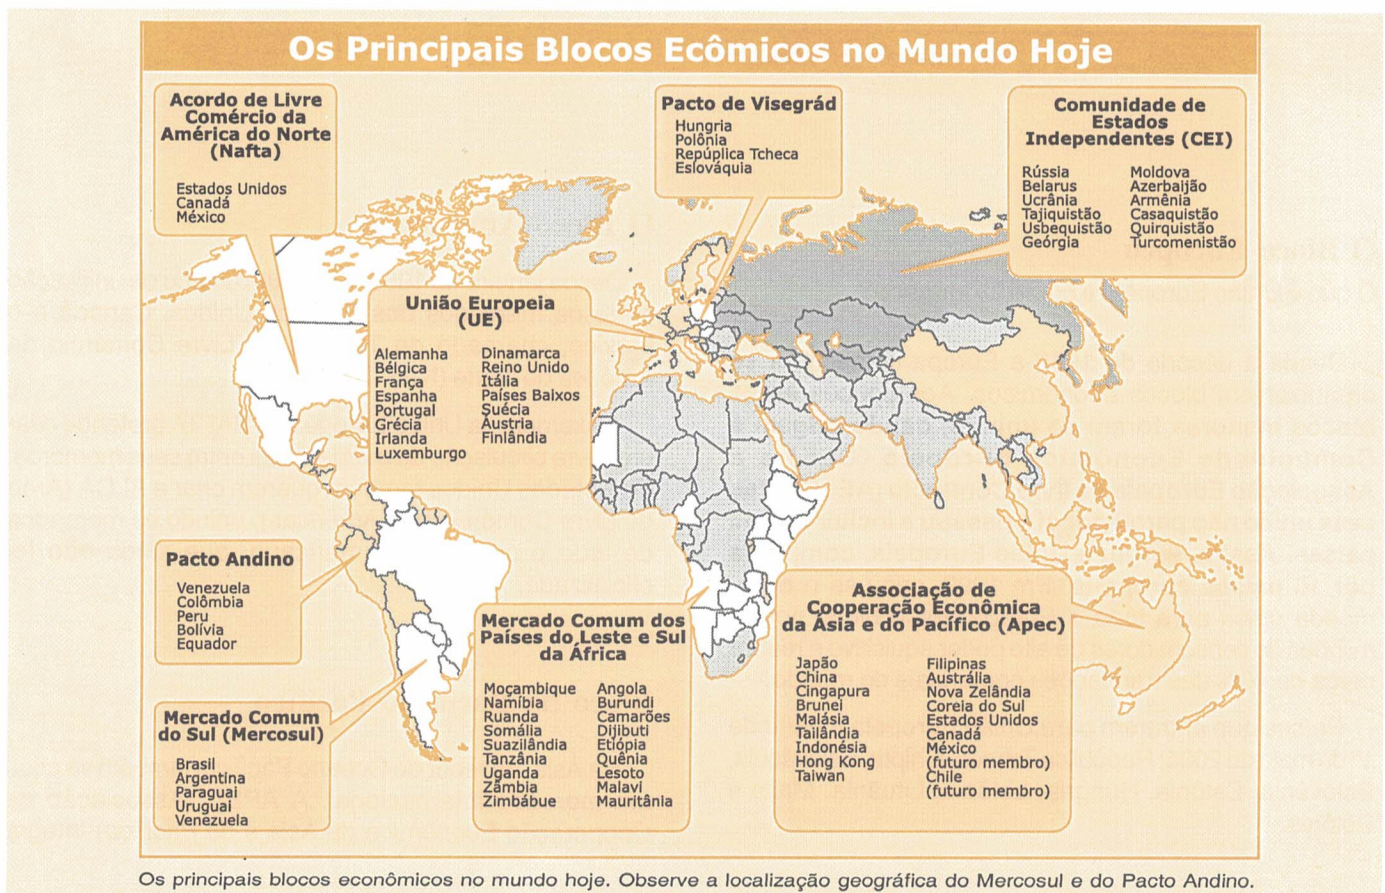 Os Principais Blocos Ecômicos no Mundo Hoje
Acordo de Livre
Comércio da
América do Norte
(Nafta)
Estados Unidos
Canadá
México
Pacto de Visegrád
Hungria
Polônia
Repúplica Tcheca
Eslováquia
Comunidade de
Estados
Independentes (CEI)
Rússia
Belarus
Ucrânia
Tajiquistão
Usbequistão
Geórgia
Moldova
Azerbaijão
Armênia
Casaquistão
Quirquistão
Turcomenistão
União Europeia
(UE)
Alemanha
Bélgica
França
Espanha
Portugal
Grécia
Irlanda
Luxemburgo
Dinamarca
Reino Unido
Itália
Países Baixos
Suécia
Áustria
Finlândia
Pacto Andino
Venezuela
Colômbia
Peru
Bolívia
Equador
Mercado Comum
do Sul (Mercosul)
Brasil
Argentina
Paraguai
Uruguai
Venezuela
Mercado Comum dos
Países do Leste e Sul
da África
Moçambique
Namíbia
Ruanda
Somália
Suazilândia
Tanzânia
Uganda
Zâmbia
Zimbábue
Angola
Burundi
Camarões
Dijibuti
Etiópia
Quênia
Lesoto
Malavi
Mauritânia
Associação de
Cooperação Econômica
da Ásia e do Pacífico (Apec)
Japão
China
Cingapura
Brunei
Malásia
Tailândia
Indonésia
Hong Kong
Taiwan
Filipinas
Austrália
Nova Zelândia
Coreia do Sul
Estados Unidos
Canadá
México
(futuro membro)
Chile
(futuro membro)
Os principais blocos econômicos no mundo hoje. Observe a localização geográfica do Mercosul e do Pacto Andino.